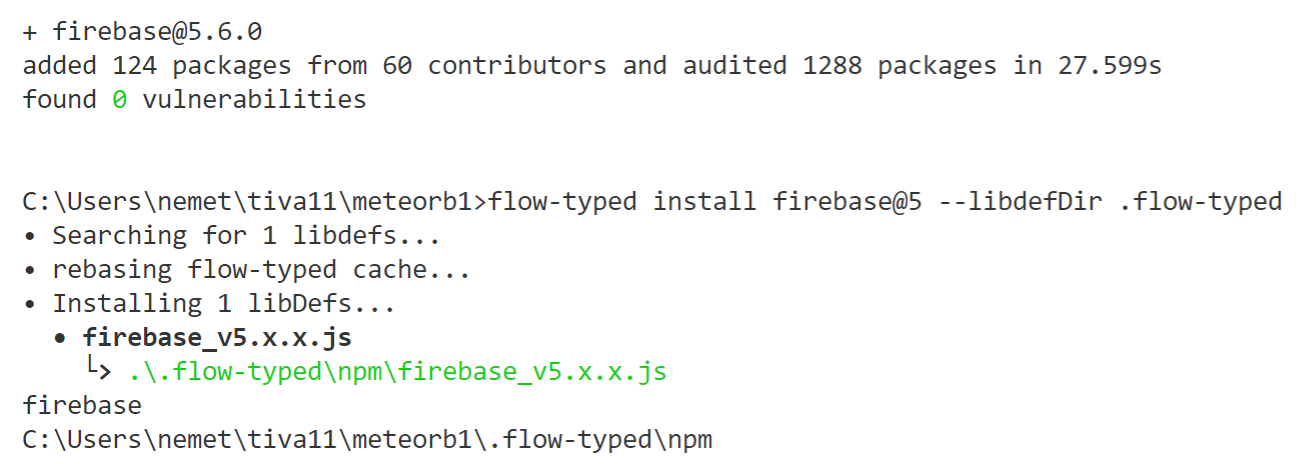 + firebase@5.6.0
added 124 packages from 60 contributors and audited 1288 packages in 27.599s
found 0 vulnerabilities
C:\Users\nemet\tiva11\meteorb1>flow-typed install firebase@5 --libdefDir .flow-typed
• Searching for 1 libdefs...
• rebasing flow-typed cache...
• Installing 1 libDefs...
• firebase_v5.x.x.js
└> .\.flow-typed\npm\firebase_v5.x.x.js
firebase
C:\Users\nemet\tiva11\meteorb1\.flow-typed\npm